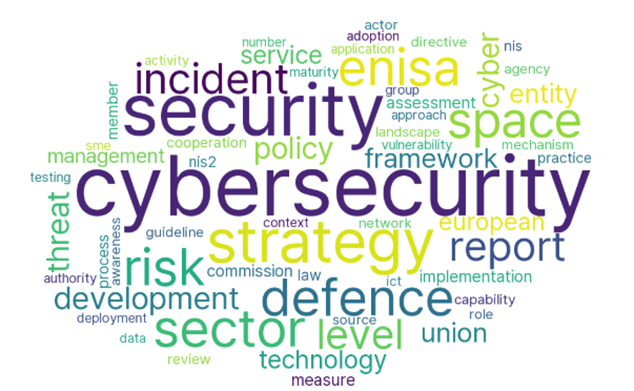 actor
number
adoption
directive
nis
cyber
activity
service
application
enisa
agency
incident
maturity
group
entity
member
security
assessment
approach
space
sme
cooperation
policy
landscape
vulnerability
mechanism
management
nis2
framework
practice
testing
cybersecurity
threat
process
awareness
guideline
context
network
european
strategy
report
risk
authority
commission
law
ict
implementation
development
defence
capability
deployment
source
role
data
sector
level
union
review
technology
measure